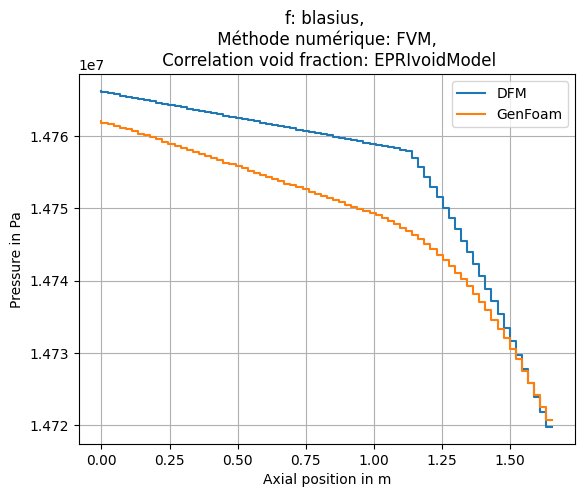 f: blasius,
Méthode numérique: FVM,
Correlation void fraction: EPRIvoidModel
1e7
DFM
GenFoam
1.476
1.475
1.474
1.473
1.472
Pressure in Pa
0.00 0.25 0.50 0.75 1.00 1.25 1.50
Axial position in m